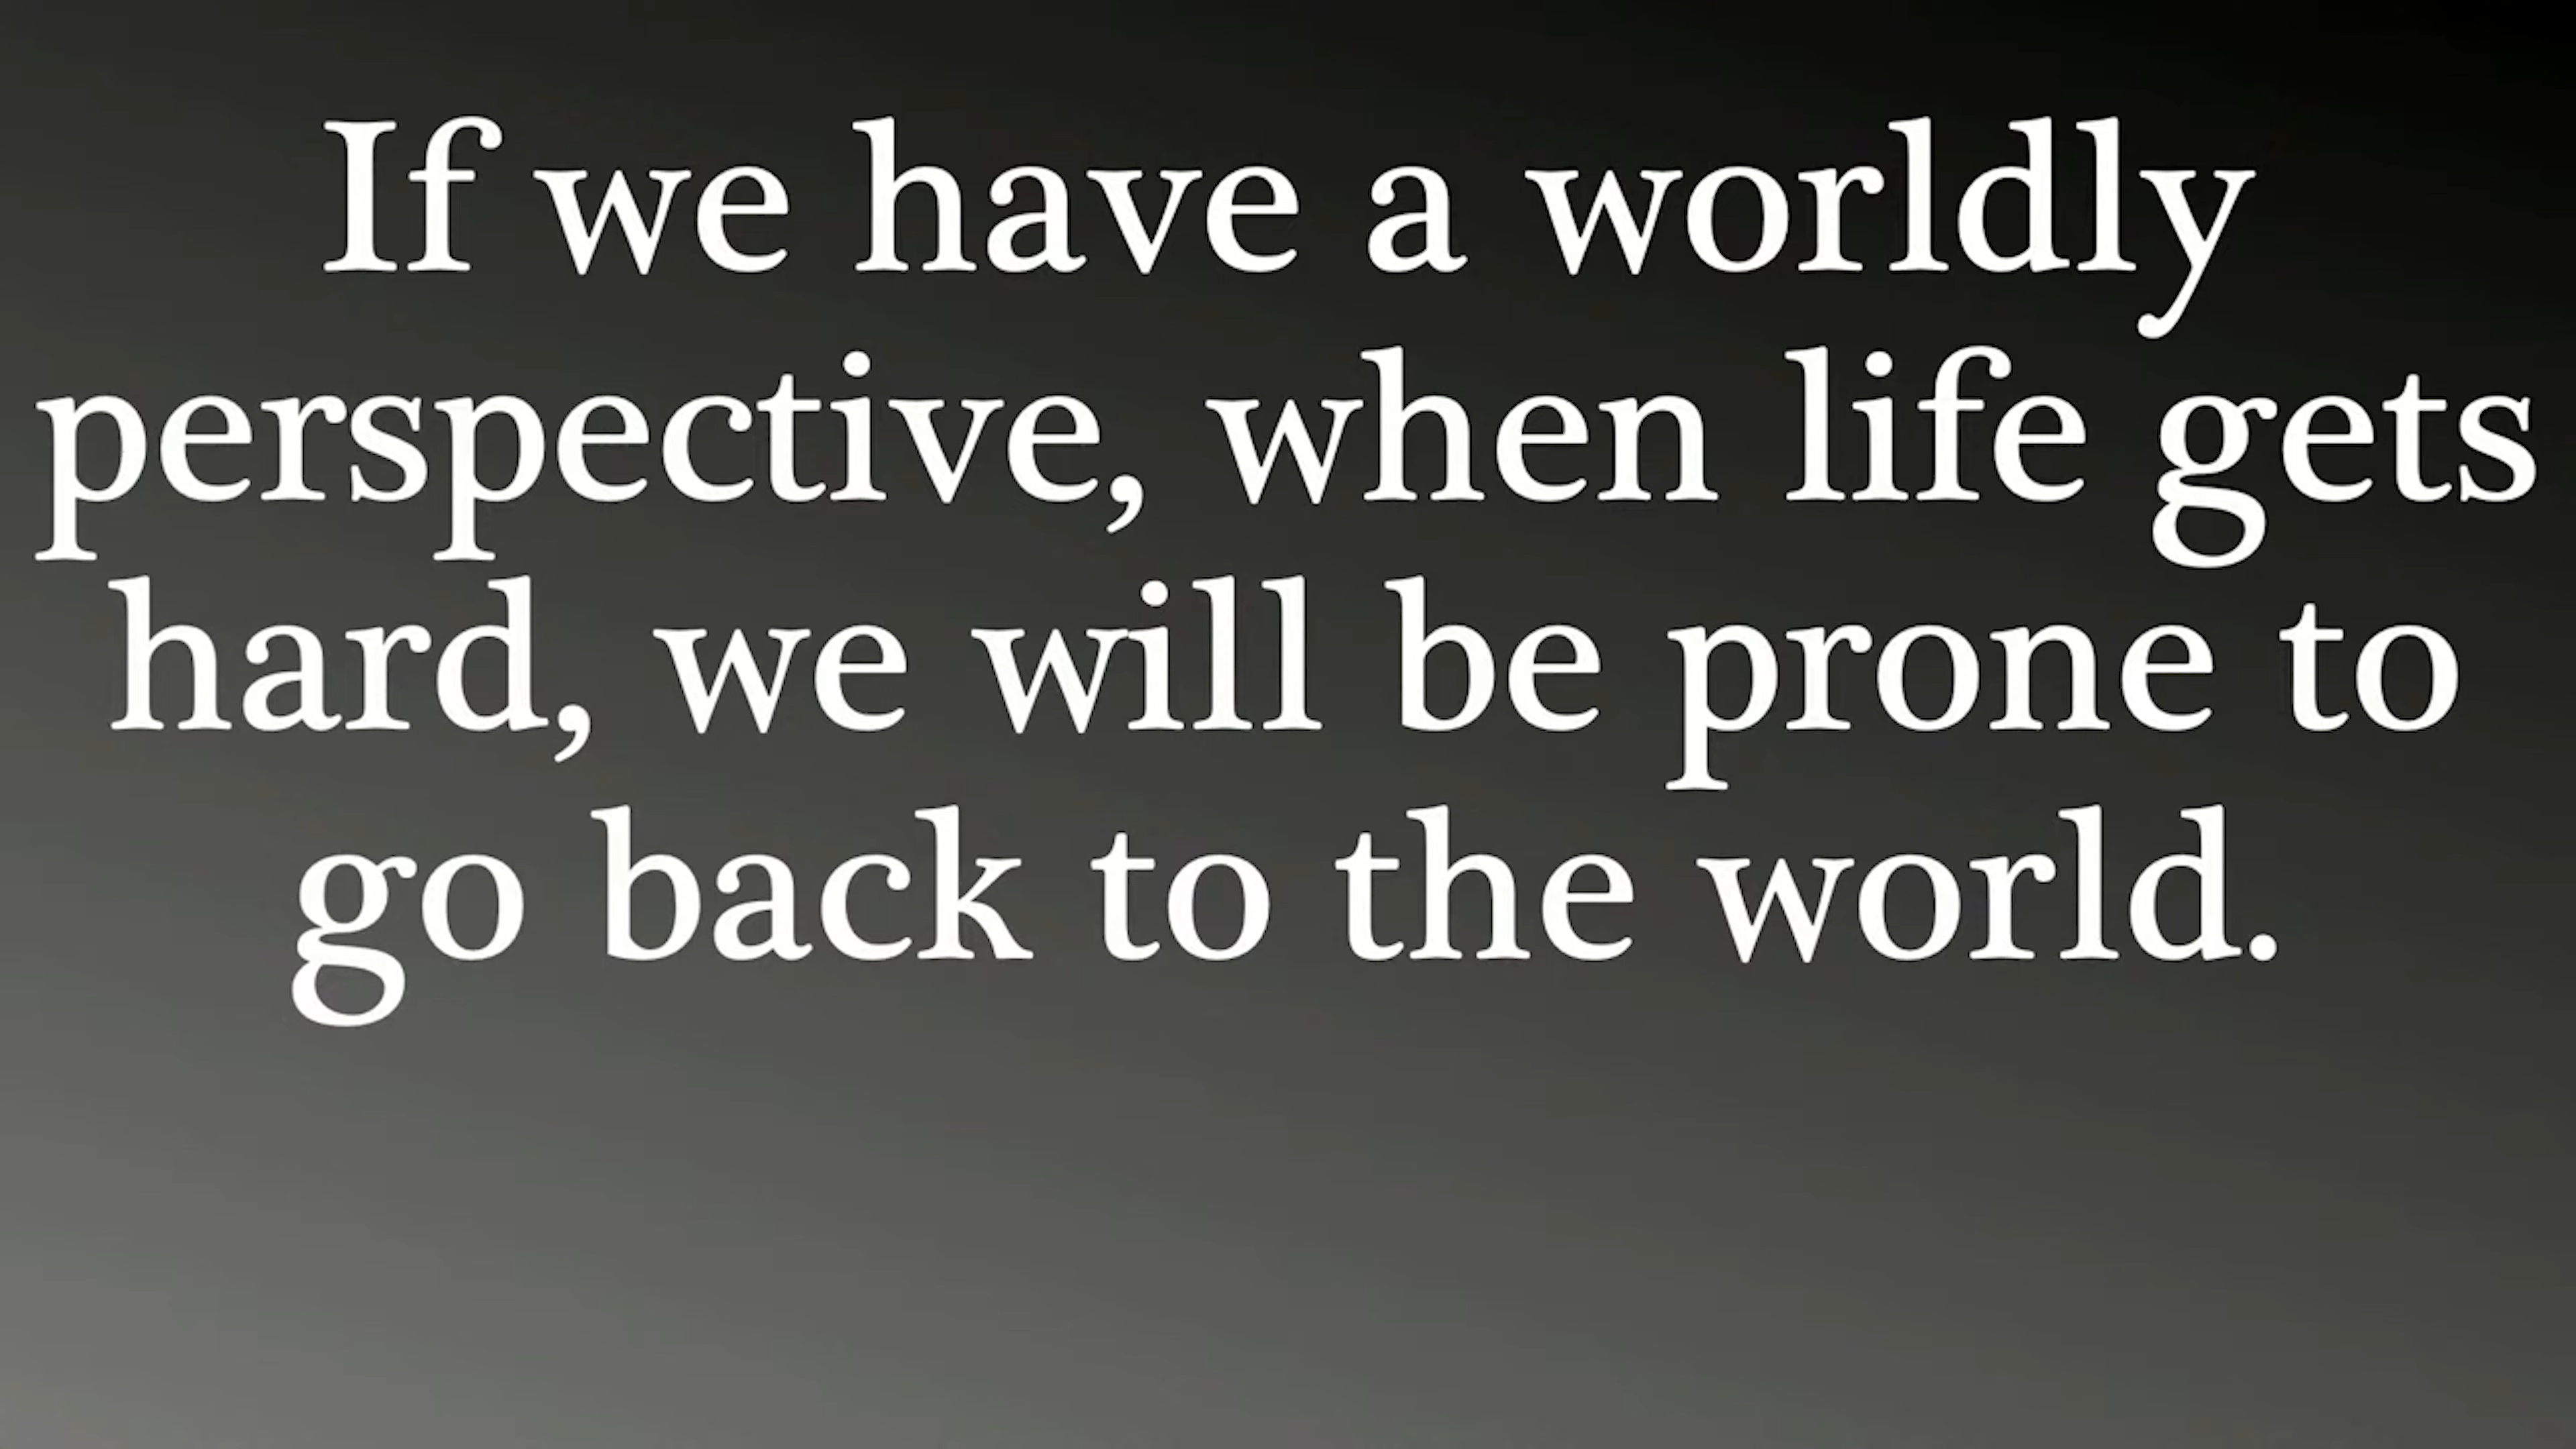 If we have a worldly
perspective, when life gets
hard, we will be prone to
go back to the world.